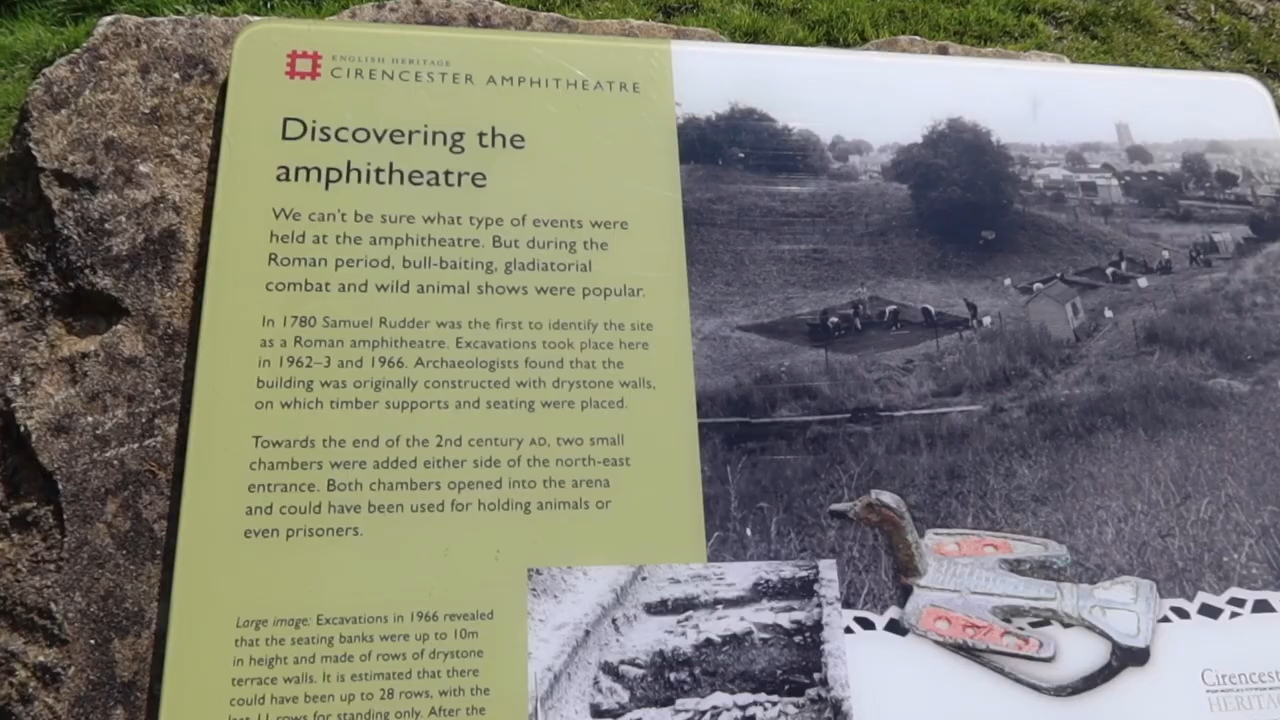 ENGLISH HERITAGE
CIRENCESTER AMPHITHEATRE
Discovering the
amphitheatre
We can't be sure what type of events were
held at the amphitheatre. But during the
Roman period, bull-baiting, gladiatorial
combat and wild animal shows were popular.
In 1780 Samuel Rudder was the first to identify the site
as a Roman amphitheatre. Excavations took place here
in 1962–3 and 1966. Archaeologists found that the
building was originally constructed with drystone walls,
on which timber supports and seating were placed.
Towards the end of the 2nd century AD, two small
chambers were added either side of the north-east
entrance. Both chambers opened into the arena
and could have been used for holding animals or
even prisoners.
Large image: Excavations in 1966 revealed
that the seating banks were up to 10m
in height and made of rows of drystone
terrace walls. It is estimated that there
could have been up to 28 rows, with the
last 11 rows for standing only. After the
Cirencest
HERITA